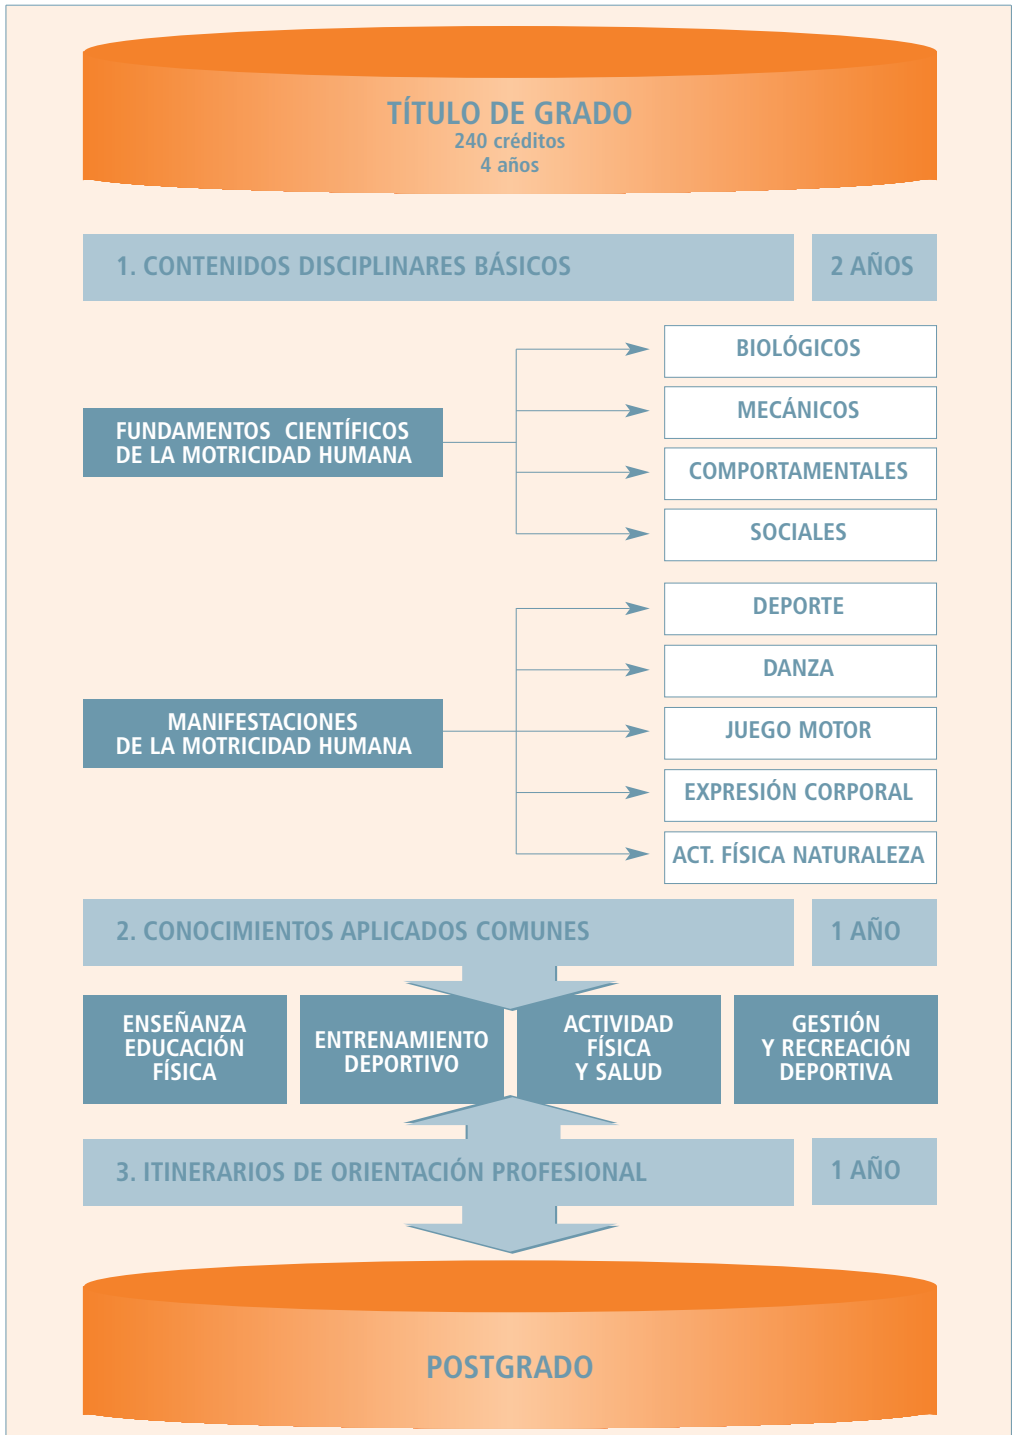 TÍTULO DE GRADO
240 créditos
4 años
1. CONTENIDOS DISCIPLINARES BÁSICOS
2 AÑOS
FUNDAMENTOS CIENTÍFICOS
DE LA MOTRICIDAD HUMANA
BIOLÓGICOS
MECÁNICOS
COMPORTAMENTALES
SOCIALES
MANIFESTACIONES
DE LA MOTRICIDAD HUMANA
DEPORTE
DANZA
JUEGO MOTOR
EXPRESIÓN CORPORAL
ACT. FÍSICA NATURALEZA
2. CONOCIMIENTOS APLICADOS COMUNES
1 AÑO
ENSEÑANZA
EDUCACIÓN
FÍSICA
ENTRENAMIENTO
DEPORTIVO
ACTIVIDAD
FÍSICA
Y SALUD
GESTIÓN
Y RECREACIÓN
DEPORTIVA
3. ITINERARIOS DE ORIENTACIÓN PROFESIONAL
1 AÑO
POSTGRADO